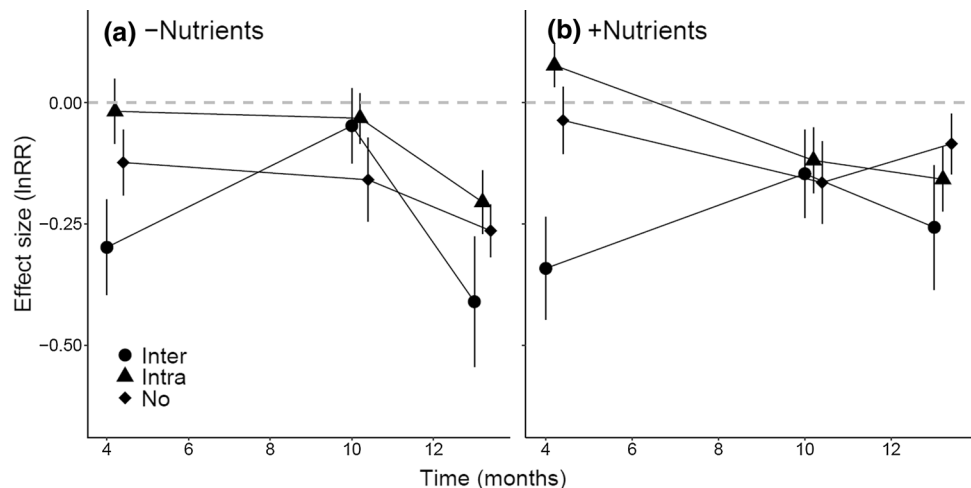 (a) −Nutrients
(b) +Nutrients
Effect size (lnRR)
0.00
−0.25
−0.50
Inter
Intra
No
4 6 8 10 12
4 6 8 10 12
Time (months)